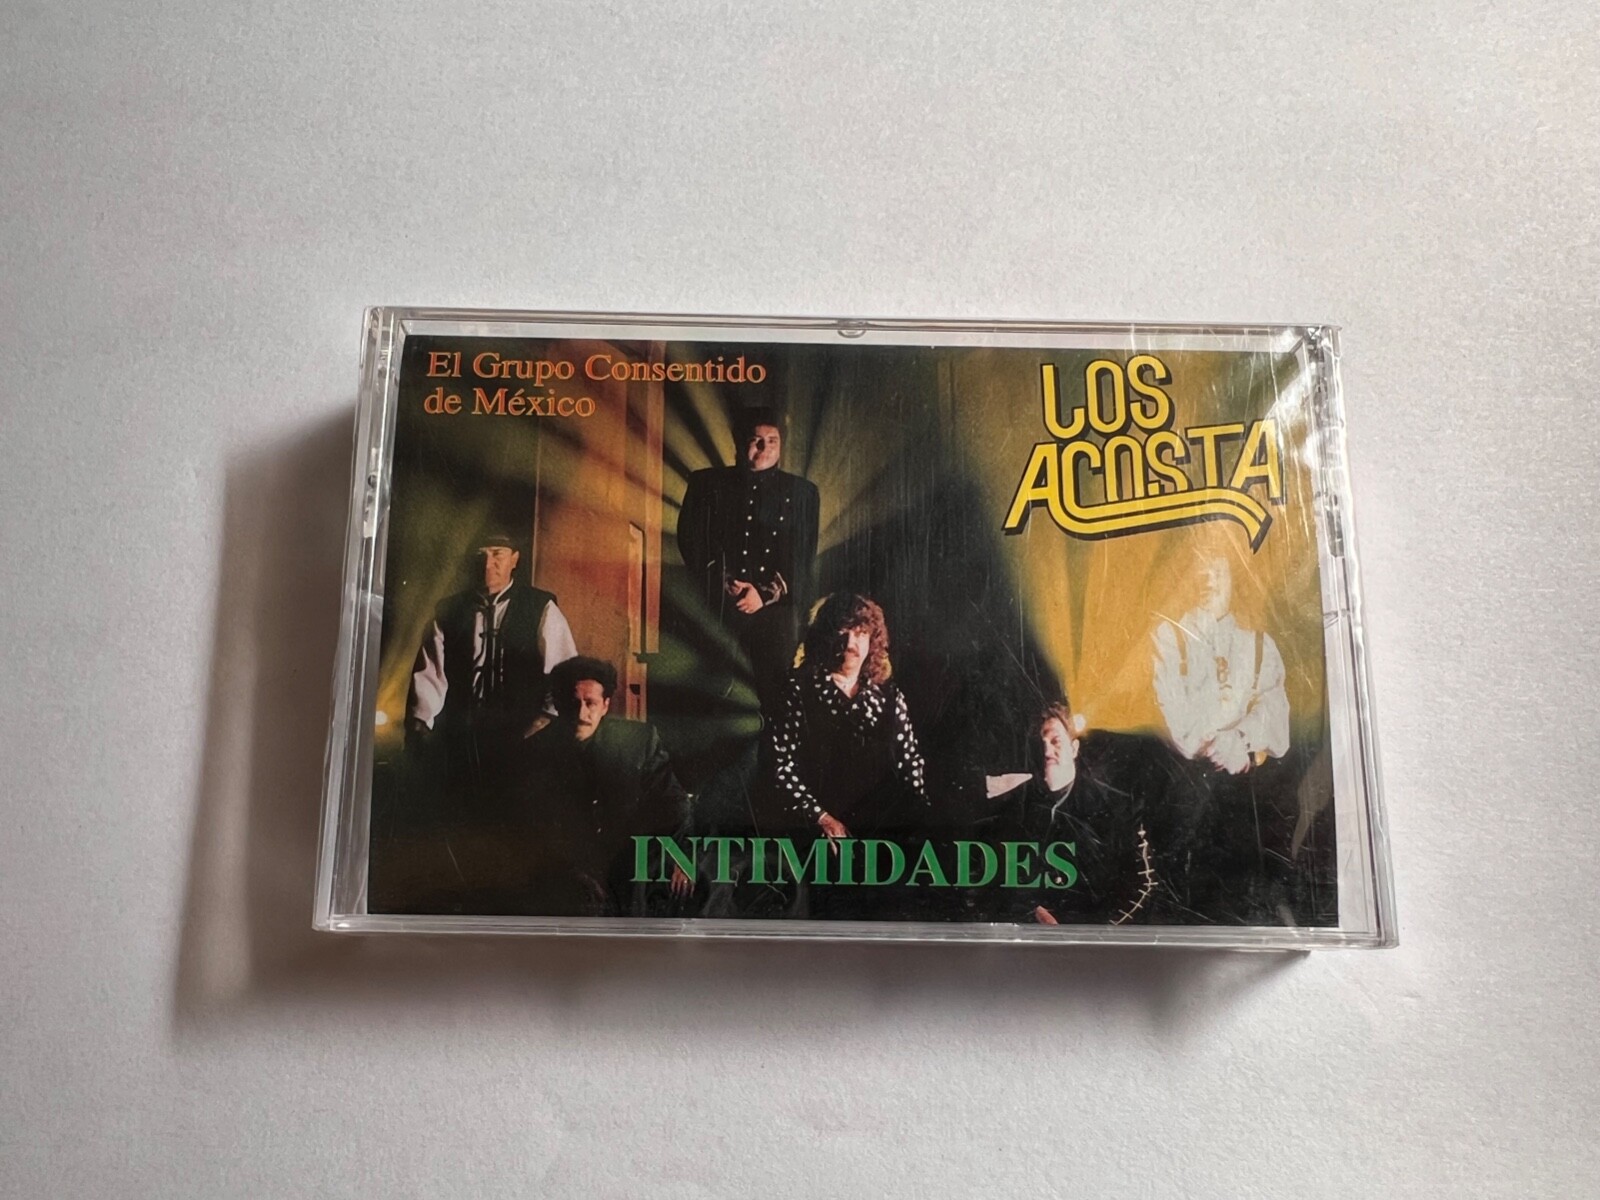 El Grupo Consentido
de México
LOS
ACOSTA
INTIMIDADES